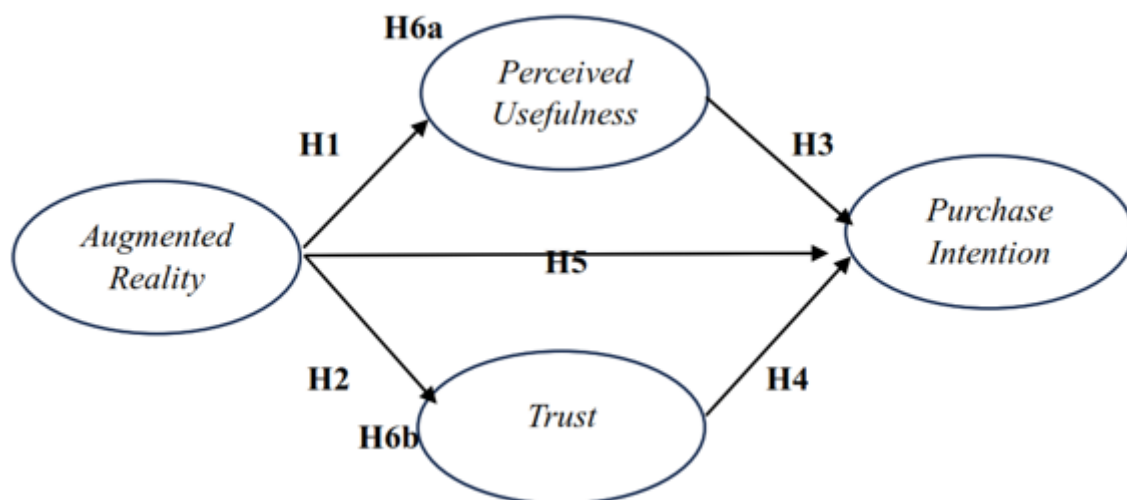 H6a
Perceived
Usefulness
H1
H3
Augmented
Reality
Purchase
Intention
H5
H2
H4
Trust
H6b